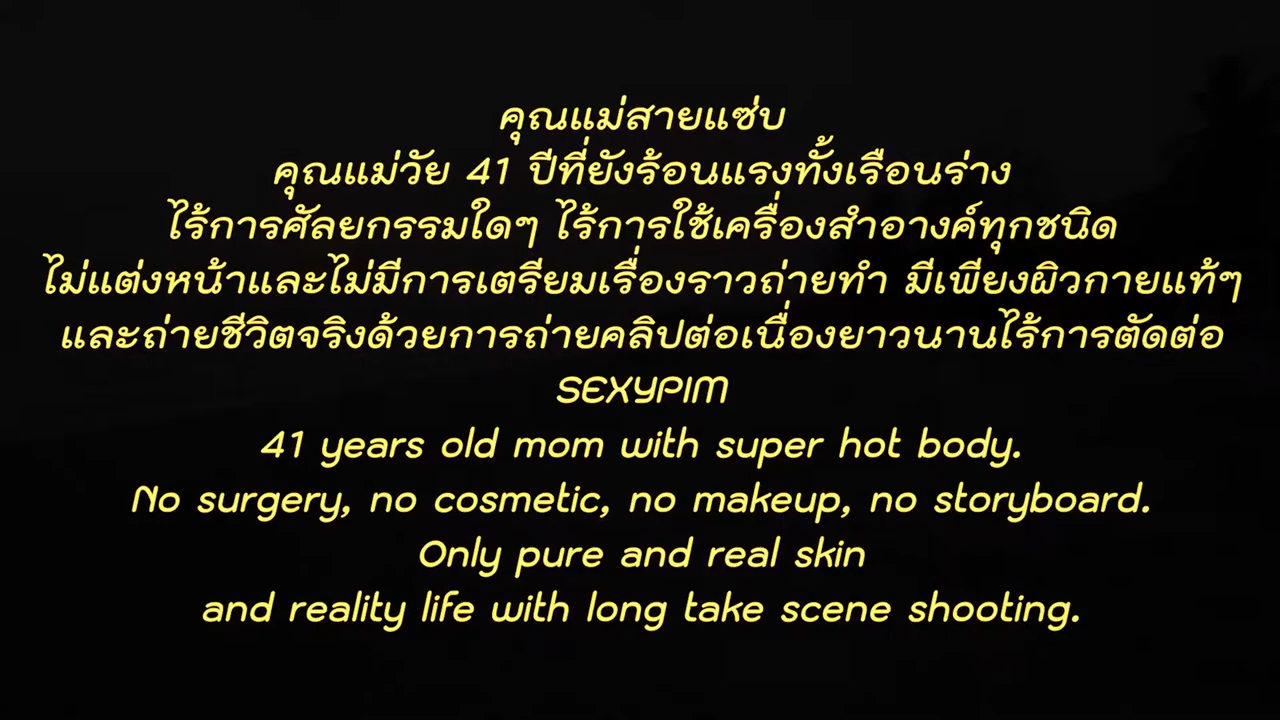 คุณแม่สายแซ่บ
คุณแม่วัย 41 ปีที่ยังร้อนแรงทั้งเรือนร่าง
ไร้การศัลยกรรมใดๆ ไร้การใช้เครื่องสำอางค์ทุกชนิด
ไม่แต่งหน้าและไม่มีการเตรียมเรื่องราวถ่ายทำ มีเพียงผิวกายแท้ๆ
และถ่ายชีวิตจริงด้วยการถ่ายคลิปต่อเนื่องยาวนานไร้การตัดต่อ
SEXYPIM
41 years old mom with super hot body.
No surgery, no cosmetic, no makeup, no storyboard.
Only pure and real skin
and reality life with long take scene shooting.